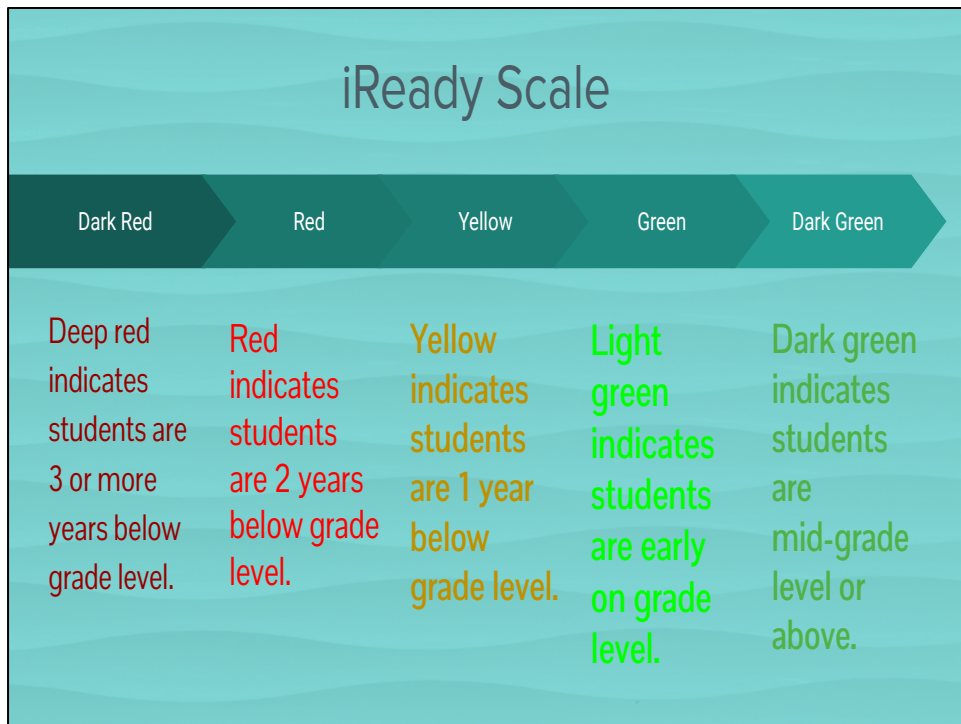 iReady Scale
Dark Red
Red
Yellow
Green
Dark Green
Deep red
indicates
students are
3 or more
years below
grade level.
Red
indicates
students
are 2 years
below grade
level.
Yellow
indicates
students
are 1 year
below
grade level.
Light
green
indicates
students
are early
on grade
level.
Dark green
indicates
students
are
mid-grade
level or
above.